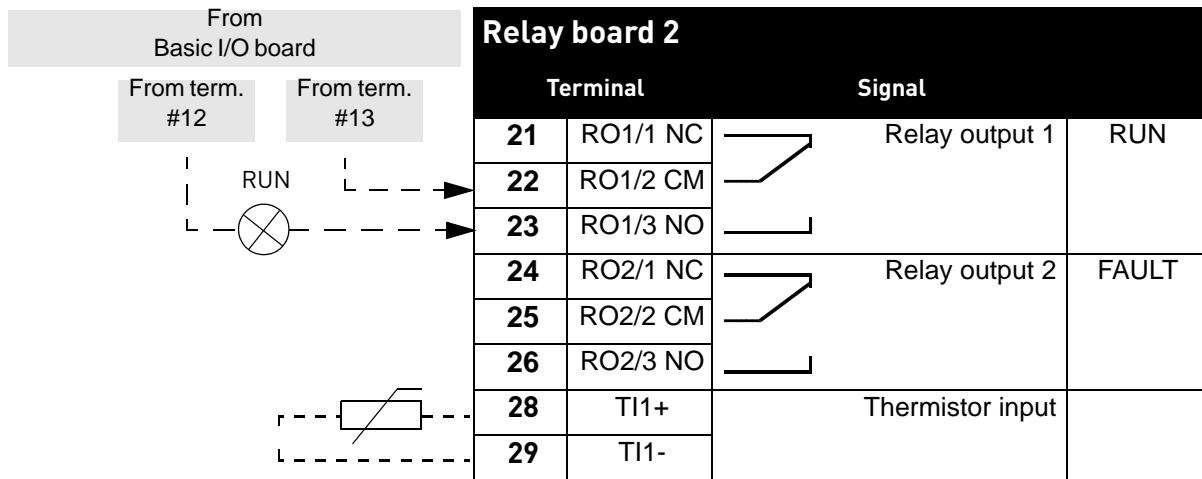 From
Basic I/O board
From term.
#12
From term.
#13
RUN
Relay board 2
Terminal Signal
21 RO1/1 NC Relay output 1 RUN
22 RO1/2 CM
23 RO1/3 NO
24 RO2/1 NC Relay output 2 FAULT
25 RO2/2 CM
26 RO2/3 NO
28 TI1+ Thermistor input
29 TI1-